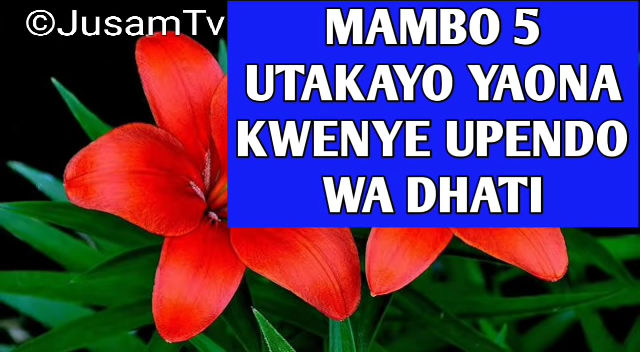 ©JusamTv
MAMBO 5
UTAKAYO YAONA
KWENYE UPENDO
WA DHATI